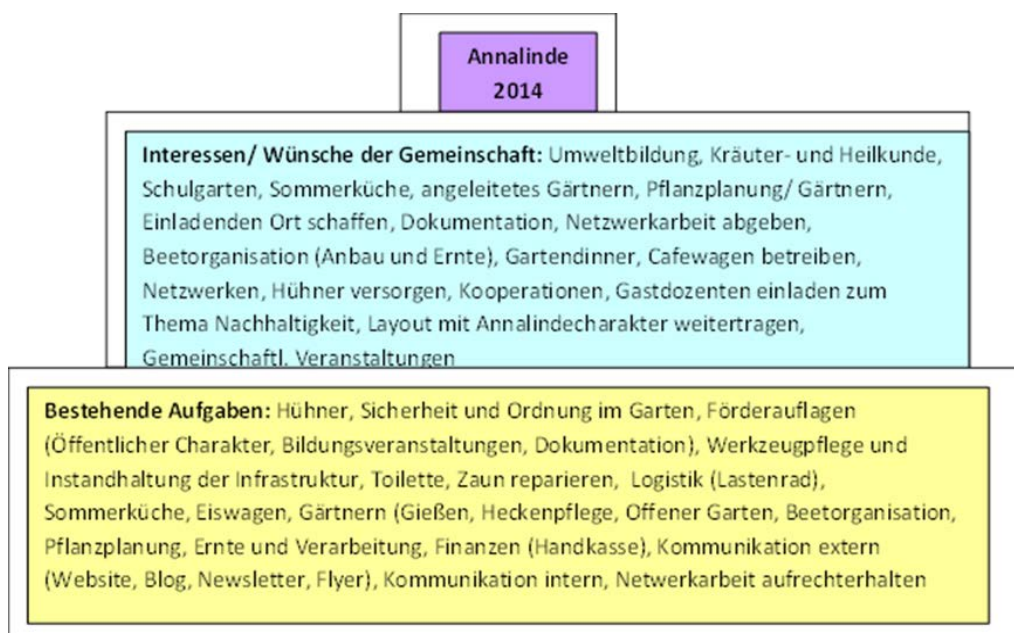 Annalinde
2014
Interessen/ Wünsche der Gemeinschaft: Umweltbildung, Kräuter- und Heilkunde,
Schulgarten, Sommerküche, angeleitetes Gärtnern, Pflanzplanung/ Gärtnern,
Einladenden Ort schaffen, Dokumentation, Netzwerkarbeit abgeben,
Beetorganisation (Anbau und Ernte), Gartendinner, Cafewagen betreiben,
Netzwerken, Hühner versorgen, Kooperationen, Gastdozenten einladen zum
Thema Nachhaltigkeit, Layout mit Annalindecharakter weitertragen,
Gemeinschaftl. Veranstaltungen
Bestehende Aufgaben: Hühner, Sicherheit und Ordnung im Garten, Förderauflagen
(Öffentlicher Charakter, Bildungsveranstaltungen, Dokumentation), Werkzeugpflege und
Instandhaltung der Infrastruktur, Toilette, Zaun reparieren, Logistik (Lastenrad),
Sommerküche, Eiswagen, Gärtnern (Gießen, Heckenpflege, Offener Garten, Beetorganisation,
Pflanzplanung, Ernte und Verarbeitung, Finanzen (Handkasse), Kommunikation extern
(Website, Blog, Newsletter, Flyer), Kommunikation intern, Netwerkarbeit aufrechterhalten